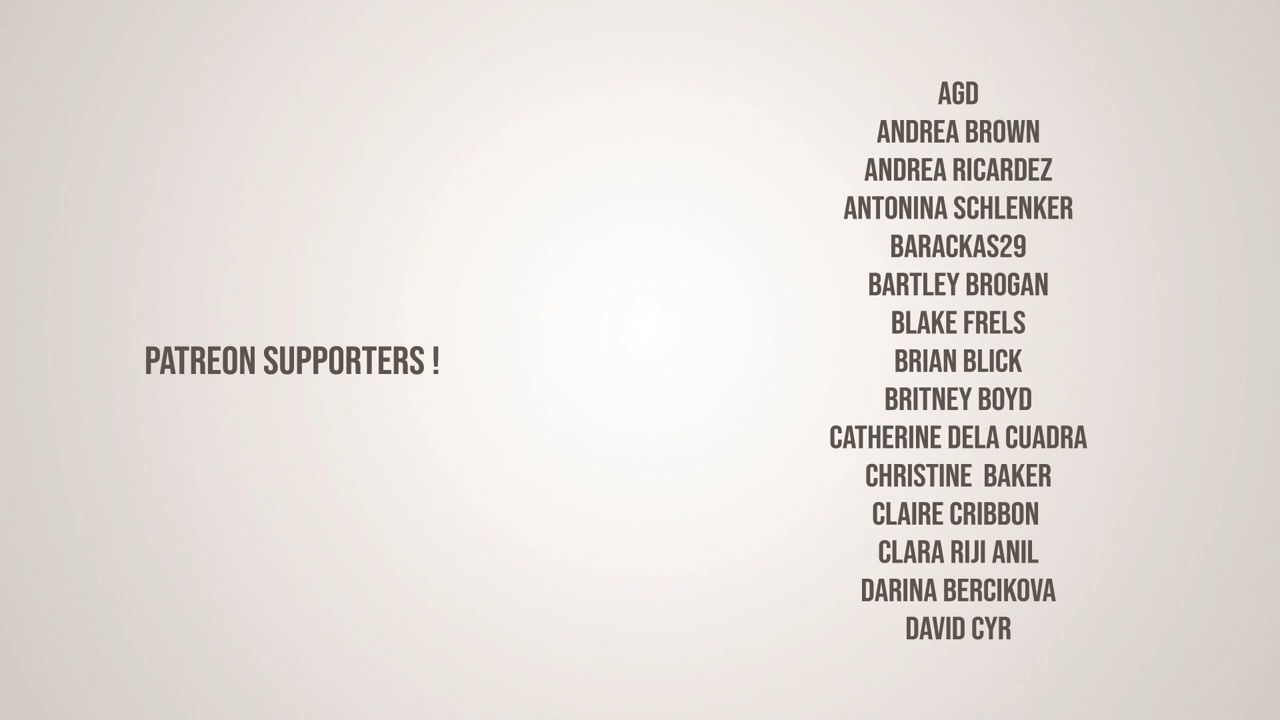 PATREON SUPPORTERS !
AGD
ANDREA BROWN
ANDREA RICARDEZ
ANTONINA SCHLENKER
BARACKAS29
BARTLEY BROGAN
BLAKE FRELS
BRIAN BLICK
BRITNEY BOYD
CATHERINE DELA CUADRA
CHRISTINE  BAKER
CLAIRE CRIBBON
CLARA RIJI ANIL
DARINA BERCIKOVA
DAVID CYR